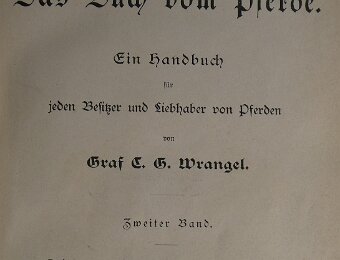 Das Buch vom Pferde.
Ein Handbuch
für
jeden Besitzer und Liebhaber von Pferden
von
Graf C. G. Wrangel.
Zweiter Band.